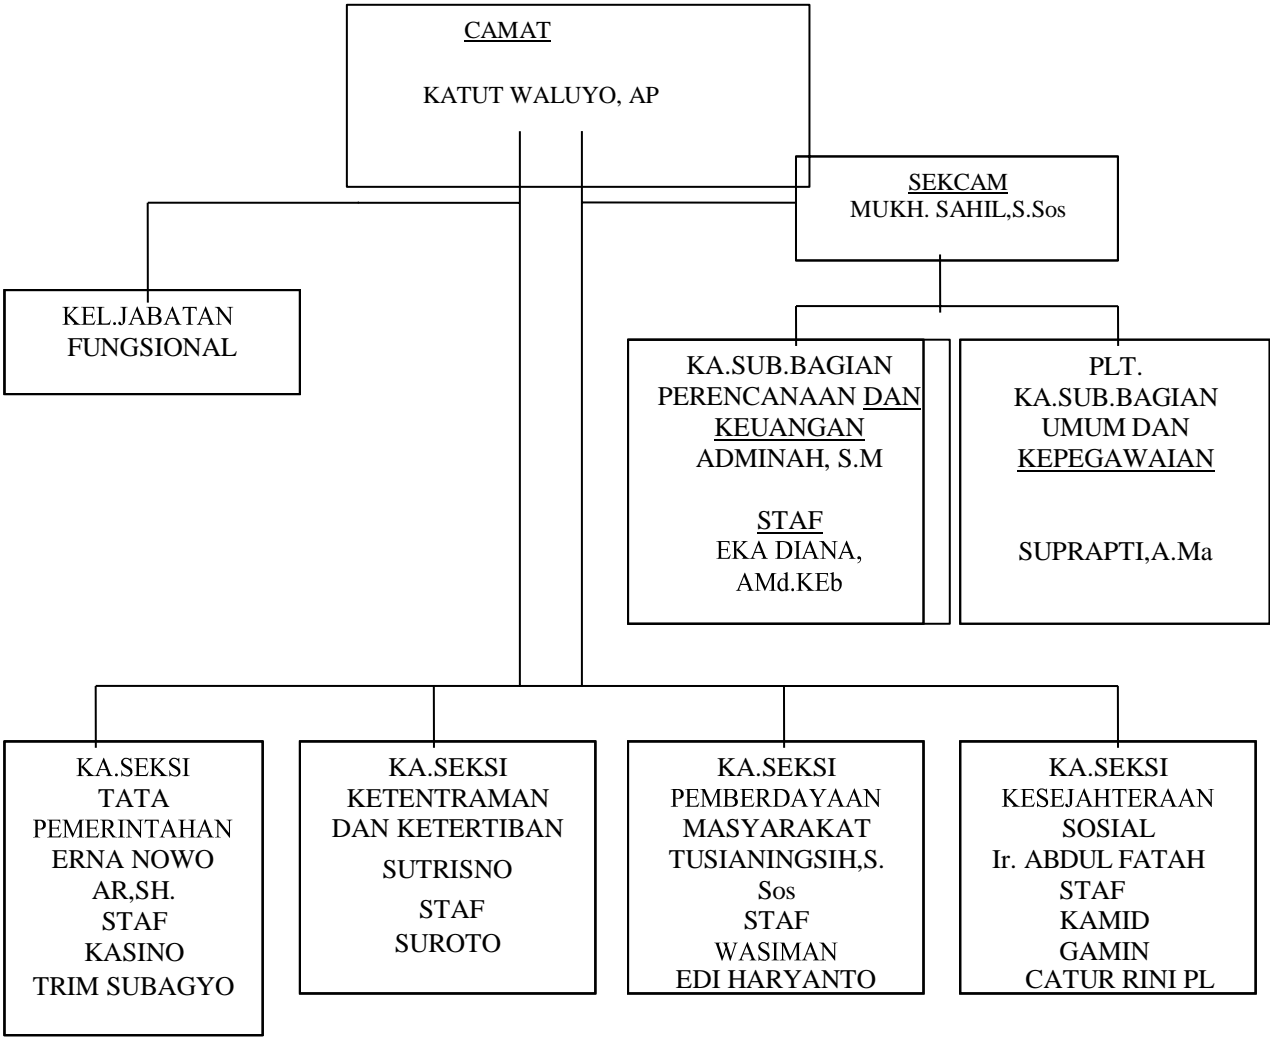 CAMAT
KATUT WALUYO, AP
SEKCAM
MUKH. SAHIL,S.Sos
KEL.JABATAN
FUNGSIONAL
KA.SUB.BAGIAN
PERENCANAAN DAN
KEUANGAN
ADMINAH, S.M
STAF
EKA DIANA,
AMd.KEb
PLT.
KA.SUB.BAGIAN
UMUM DAN
KEPEGAWAIAN
SUPRAPTI,A.Ma
KA.SEKSI
TATA
PEMERINTAHAN
ERNA NOWO
AR,SH.
STAF
KASINO
TRIM SUBAGYO
KA.SEKSI
KETENTRAMAN
DAN KETERTIBAN
SUTRISNO
STAF
SUROTO
KA.SEKSI
PEMBERDAYAAN
MASYARAKAT
TUSIANINGSIH,S.
Sos
STAF
WASIMAN
EDI HARYANTO
KA.SEKSI
KESEJAHTERAAN
SOSIAL
Ir. ABDUL FATAH
STAF
KAMID
GAMIN
CATUR RINI PL